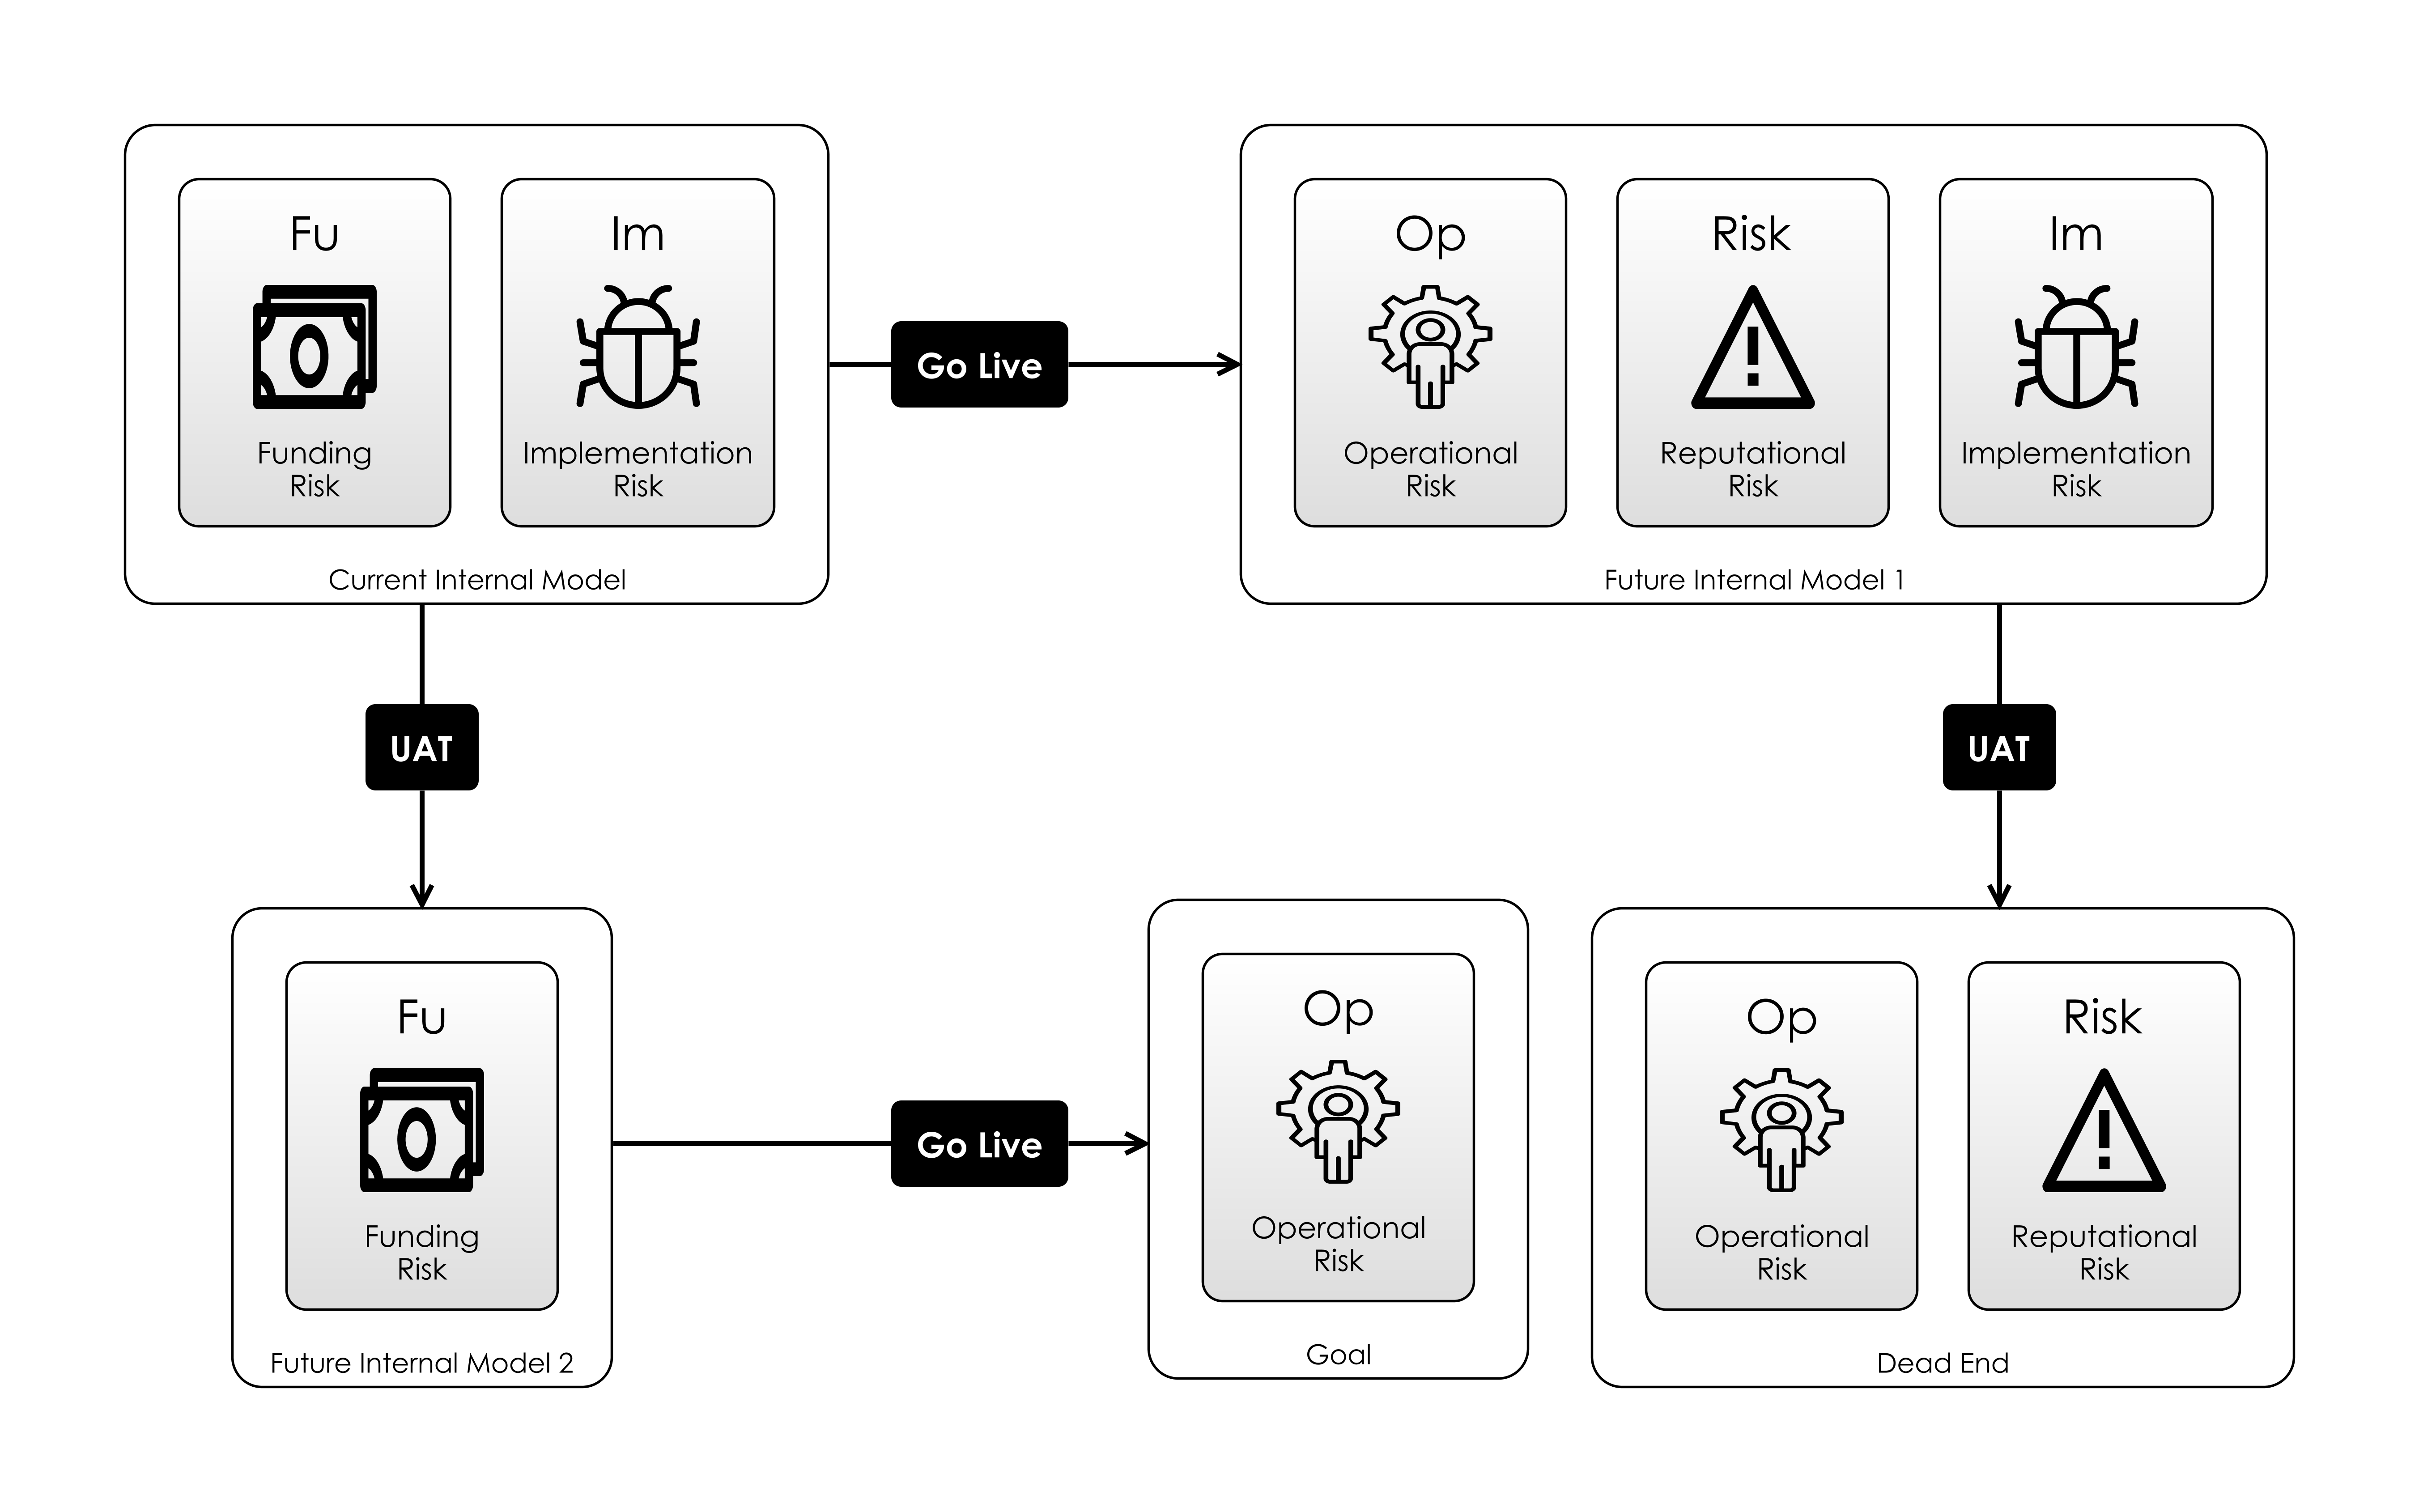 Fu
Funding
Risk
Im
Implementation
Risk
Current Internal Model
Go Live
Op
Operational
Risk
Risk
Reputational
Risk
Im
Implementation
Risk
Future Internal Model 1
UAT
UAT
Fu
Funding
Risk
Future Internal Model 2
Go Live
Op
Operational
Risk
Goal
Op
Operational
Risk
Risk
Reputational
Risk
Dead End